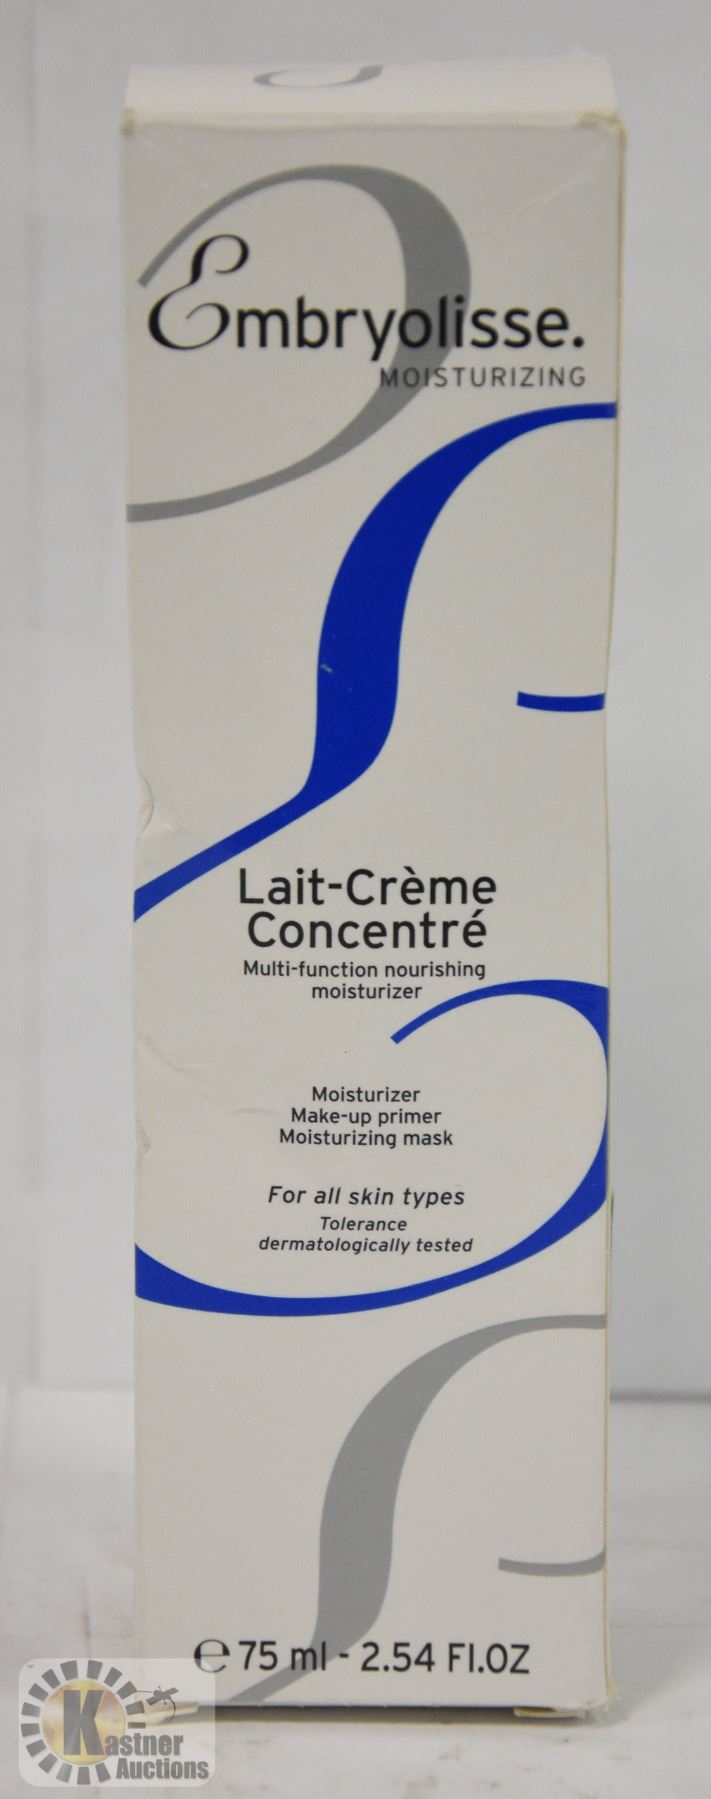 Embryolisse.
MOISTURIZING
Lait-Crème
Concentré
Multi-function nourishing
moisturizer
Moisturizer
Make-up primer
Moisturizing mask
For all skin types
Tolerance
dermatologically tested
℮ 75 ml - 2.54 Fl.OZ
Kastner
Auctions